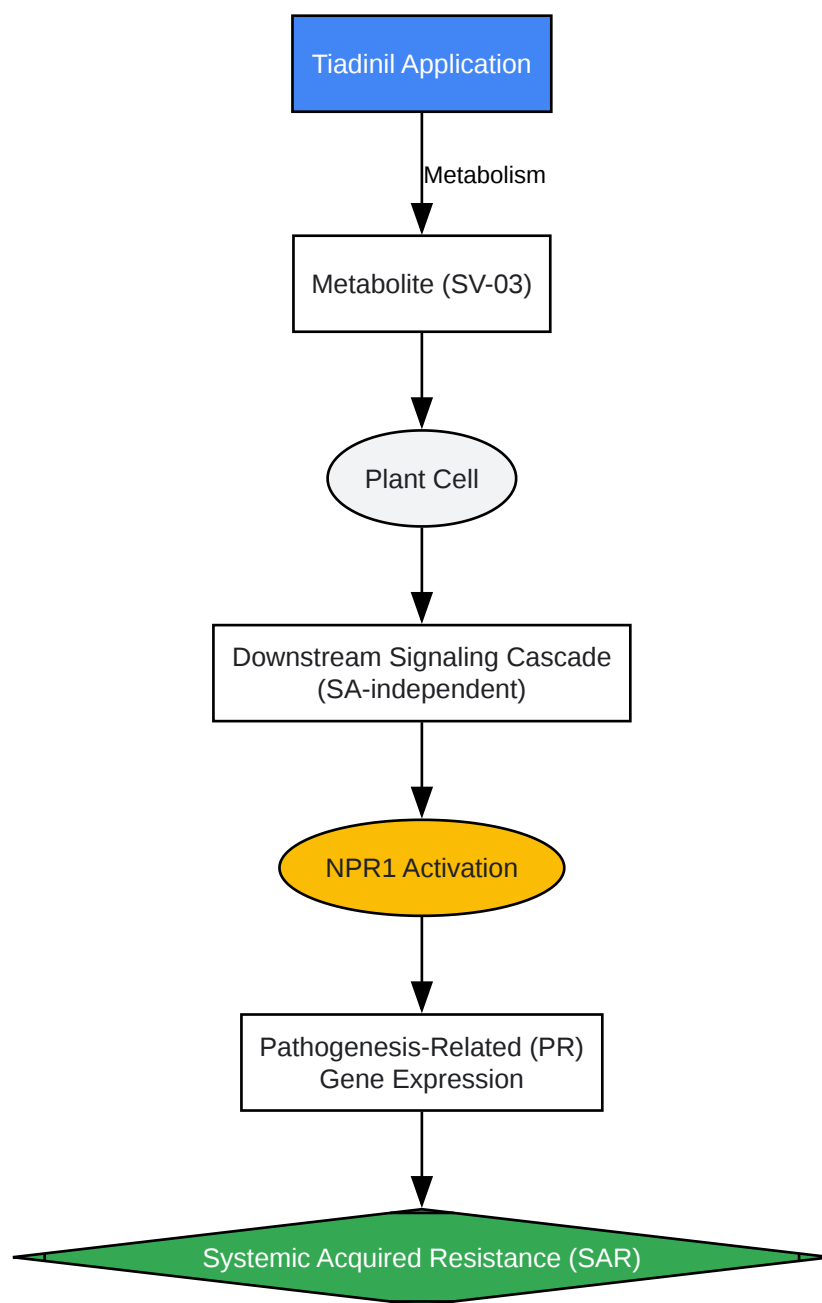 Tiadinil Application
Metabolism
Metabolite (SV-03)
Plant Cell
Downstream Signaling Cascade
(SA-independent)
NPR1 Activation
Pathogenesis-Related (PR)
Gene Expression
Systemic Acquired Resistance (SAR)